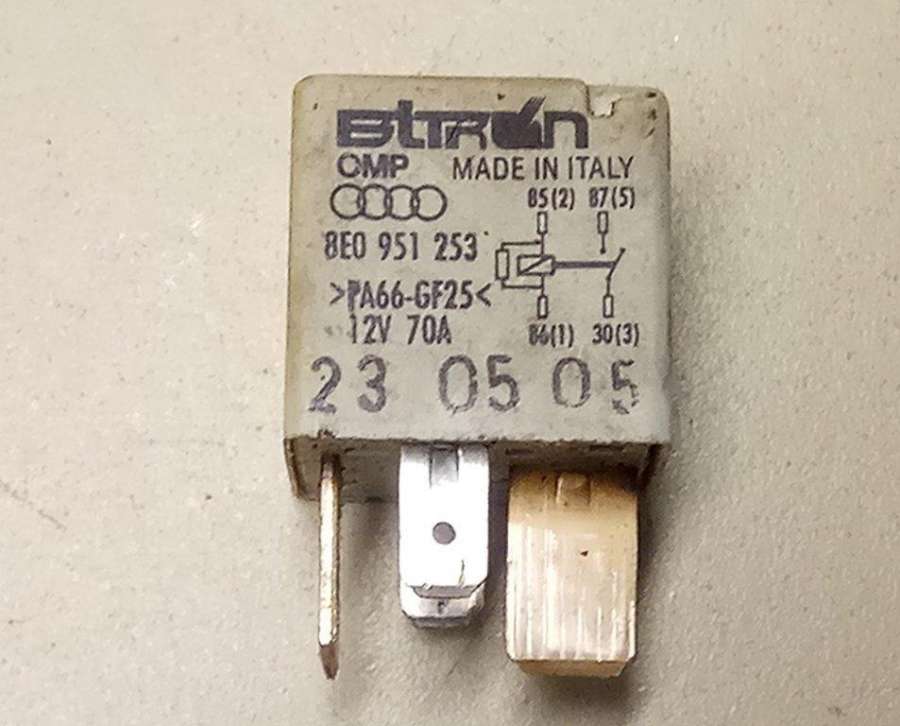 Bitron
CMP MADE IN ITALY
85(2) 87(5)
8E0 951 253
>PA66-GF25<
12V 70A
86(1) 30(3)
23 05 05